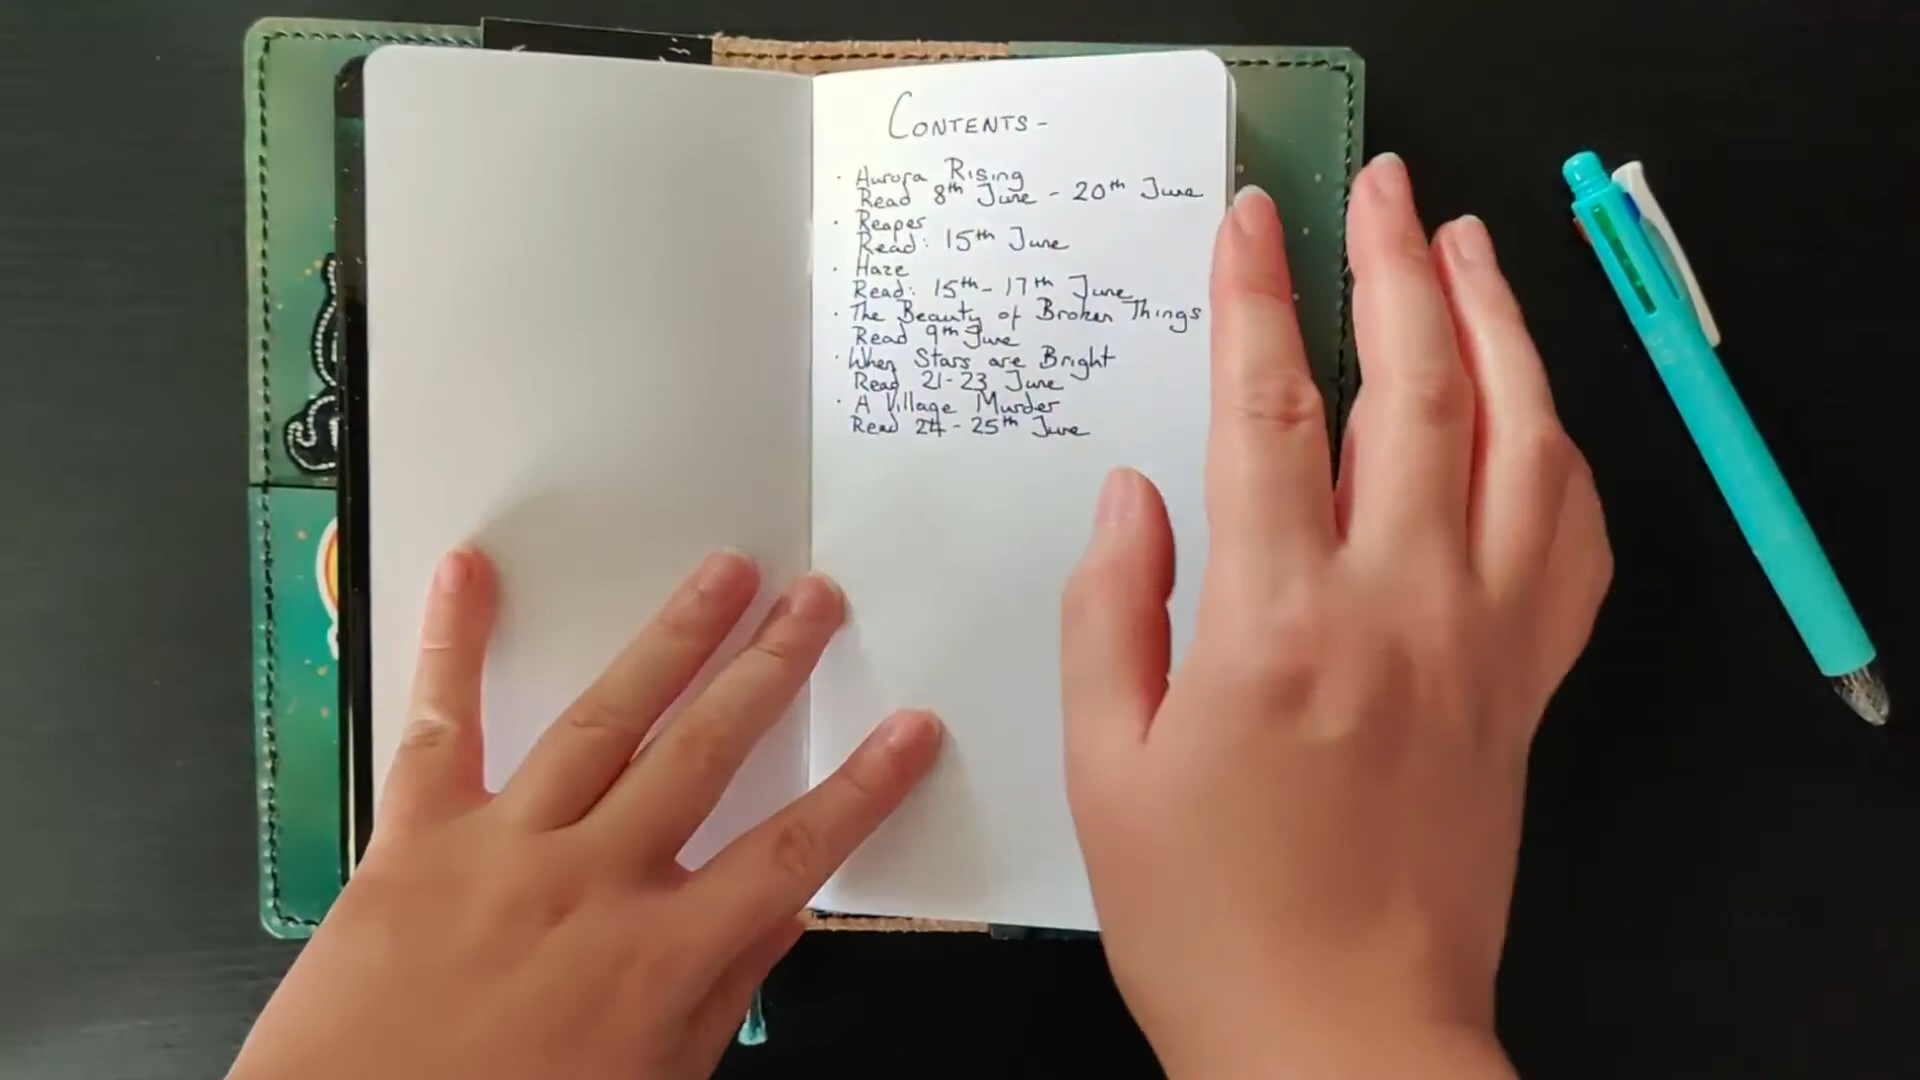 CONTENTS -
· Aurora Rising
Read 8th June - 20th June
· Reaper
Read: 15th June
· Haze
Read: 15th - 17th June
· The Beauty of Broken Things
Read 9th June
· When Stars are Bright
Read 21 - 23 June
· A Village Murder
Read 24 - 25th June